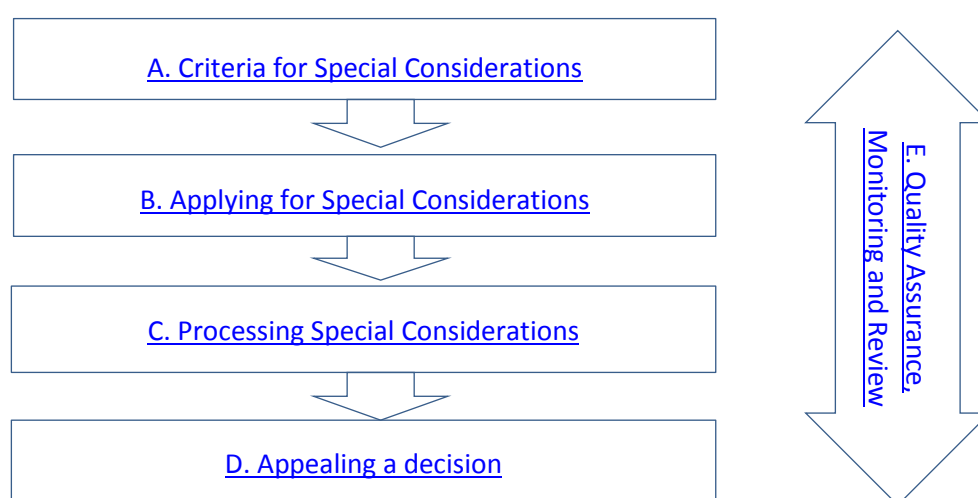 A. Criteria for Special Considerations
B. Applying for Special Considerations
C. Processing Special Considerations
D. Appealing a decision
E. Quality Assurance,
Monitoring and Review